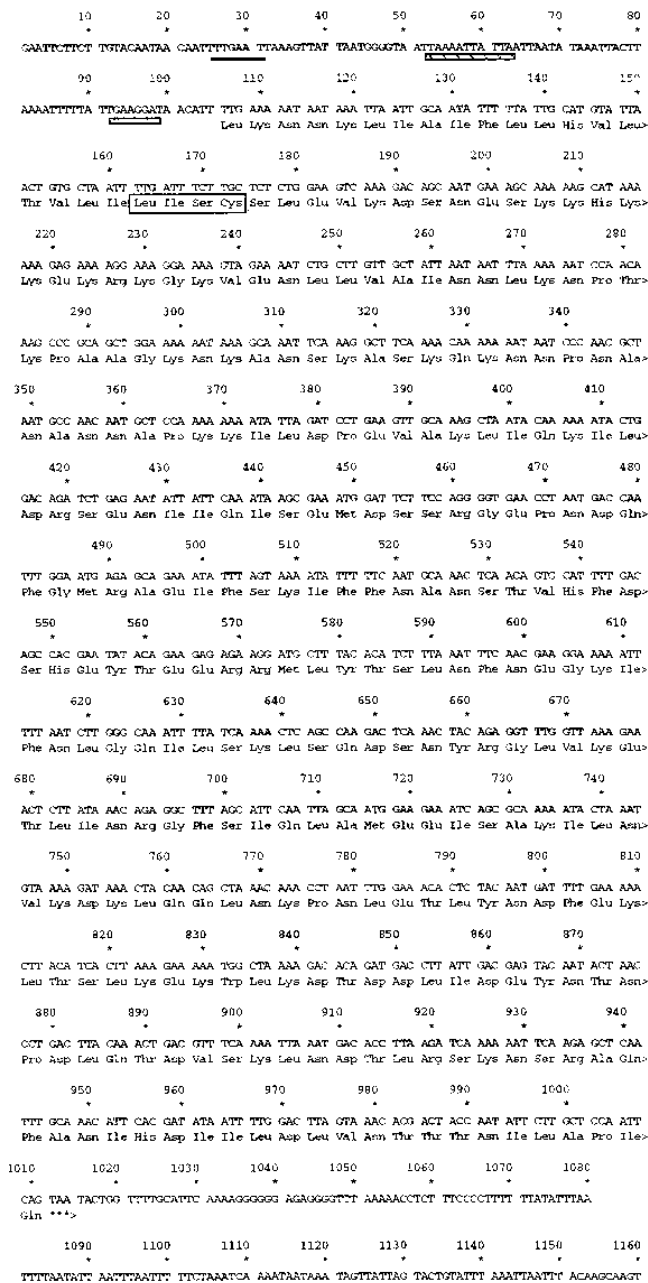 10 20 30 40 50 60 70 80
* * * * * * * *
GAATTCTTCT TGTACAATAA CAATTTTGAA TTAAAGTTAT TAATGGGGTA ATTAAAATTA TTAATTAATA TAAATTACTT
90 100 110 120 130 140 150
* * * * * * *
AAAATTTTTA TTGAAGGATA ACATT TTG AAA AAT AAT AAA TTA ATT GCA ATA TTT TTA TTG CAT GTA TTA
Leu Lys Asn Asn Lys Leu Ile Ala Ile Phe Leu Leu His Val Leu>
160 170 180 190 200 210
* * * * * *
ACT GTG CTA ATT TTG ATT TCT TGC TCT CTG GAA GTC AAA GAC AGC AAT GAA AGC AAA AAG CAT AAA
Thr Val Leu Ile Leu Ile Ser Cys Ser Leu Glu Val Lys Asp Ser Asn Glu Ser Lys Lys His Lys>
220 230 240 250 260 270 280
* * * * * * *
AAA GAG AAA AGG AAA GGA AAA GTA GAA AAT CTG CTT GTT GCT ATT AAT AAT TTA AAA AAT CCA ACA
Lys Glu Lys Arg Lys Gly Lys Val Glu Asn Leu Leu Val Ala Ile Asn Asn Leu Lys Asn Pro Thr>
290 300 310 320 330 340
* * * * * *
AAG CCC GCA GCT GGA AAA AAT AAA GCA AAT TCA AAG GCT TCA AAA CAA AAA AAT AAT CCC AAC GCT
Lys Pro Ala Ala Gly Lys Asn Lys Ala Asn Ser Lys Ala Ser Lys Gln Lys Asn Asn Pro Asn Ala>
350 360 370 380 390 400 410
* * * * * * *
AAT GCC AAC AAT GCT CCA AAA AAA ATA TTA GAT CCT GAA GTT GCA AAG CTA ATA CAA AAA ATA CTG
Asn Ala Asn Asn Ala Pro Lys Lys Ile Leu Asp Pro Glu Val Ala Lys Leu Ile Gln Lys Ile Leu>
420 430 440 450 460 470 480
* * * * * * *
GAC AGA TCT GAG AAT ATT ATT CAA ATA AGC GAA ATG GAT TCT TCC AGG GGT GAA CCT AAT GAC CAA
Asp Arg Ser Glu Asn Ile Ile Gln Ile Ser Glu Met Asp Ser Ser Arg Gly Glu Pro Asn Asp Gln>
490 500 510 520 530 540
* * * * * *
TTT GGA ATG AGA GCA GAA ATA TTT AGT AAA ATA TTT TTC AAT GCA AAC TCA ACA GTG CAT TTT GAC
Phe Gly Met Arg Ala Glu Ile Phe Ser Lys Ile Phe Phe Asn Ala Asn Ser Thr Val His Phe Asp>
550 560 570 580 590 600 610
* * * * * * *
AGC CAC GAA TAT ACA GAA GAG AGA AGG ATG CTT TAC ACA TCT TTA AAT TTC AAC GAA GGA AAA ATT
Ser His Glu Tyr Thr Glu Glu Arg Arg Met Leu Tyr Thr Ser Leu Asn Phe Asn Glu Gly Lys Ile>
620 630 640 650 660 670
* * * * * *
TTT AAT CTT GGG CAA ATT TTA TCA AAA CTC AGC CAA GAC TCA AAC TAC AGA GGT TTG GTT AAA GAA
Phe Asn Leu Gly Gln Ile Leu Ser Lys Leu Ser Gln Asp Ser Asn Tyr Arg Gly Leu Val Lys Glu>
680 690 700 710 720 730 740
* * * * * * *
ACT CTT ATA AAC AGA GGC TTT AGC ATT CAA TTA GCA ATG GAA GAA ATC AGC GCA AAA ATA CTA AAT
Thr Leu Ile Asn Arg Gly Phe Ser Ile Gln Leu Ala Met Glu Glu Ile Ser Ala Lys Ile Leu Asn>
750 760 770 780 790 800 810
* * * * * * *
GTA AAA GAT AAA CTA CAA CAG CTA AAC AAA CCT AAT TTG GAA ACA CTC TAC AAT GAT TTT GAA AAA
Val Lys Asp Lys Leu Gln Gln Leu Asn Lys Pro Asn Leu Glu Thr Leu Tyr Asn Asp Phe Glu Lys>
820 830 840 850 860 870
* * * * * *
CTT ACA TCA CTT AAA GAA AAA TGG CTA AAA GAC ACA GAT GAC CTT ATT GAC GAG TAC AAT ACT AAC
Leu Thr Ser Leu Lys Glu Lys Trp Leu Lys Asp Thr Asp Asp Leu Ile Asp Glu Tyr Asn Thr Asn>
880 890 900 910 920 930 940
* * * * * * *
CCT GAC TTA CAA ACT GAC GTT TCA AAA TTA AAT GAC ACC TTA AGA TCA AAA AAT TCA AGA GCT CAA
Pro Asp Leu Gln Thr Asp Val Ser Lys Leu Asn Asp Thr Leu Arg Ser Lys Asn Ser Arg Ala Gln>
950 960 970 980 990 1000
* * * * * *
TTT GCA AAC ATT CAC GAT ATA ATT TTG GAC TTA GTA AAC ACG ACT ACC AAT ATT CTT GCT CCA ATT
Phe Ala Asn Ile His Asp Ile Ile Leu Asp Leu Val Asn Thr Thr Thr Asn Ile Leu Ala Pro Ile>
1010 1020 1030 1040 1050 1060 1070 1080
* * * * * * * *
CAG TAA TACTGG TTTTGCATTC AAAAGGGGGG AGAGGGGTTT AAAAACCTCT TTCCCCTTTT TTATATTTAA
Gln ***>
1090 1100 1110 1120 1130 1140 1150 1160
* * * * * * * *
TTTTAATATT AATTTAATTT TTCTAAATCA AAATAATAAA TAGTTATTAG TACTGTATTT AAATTAATTT ACAAGCAAGT